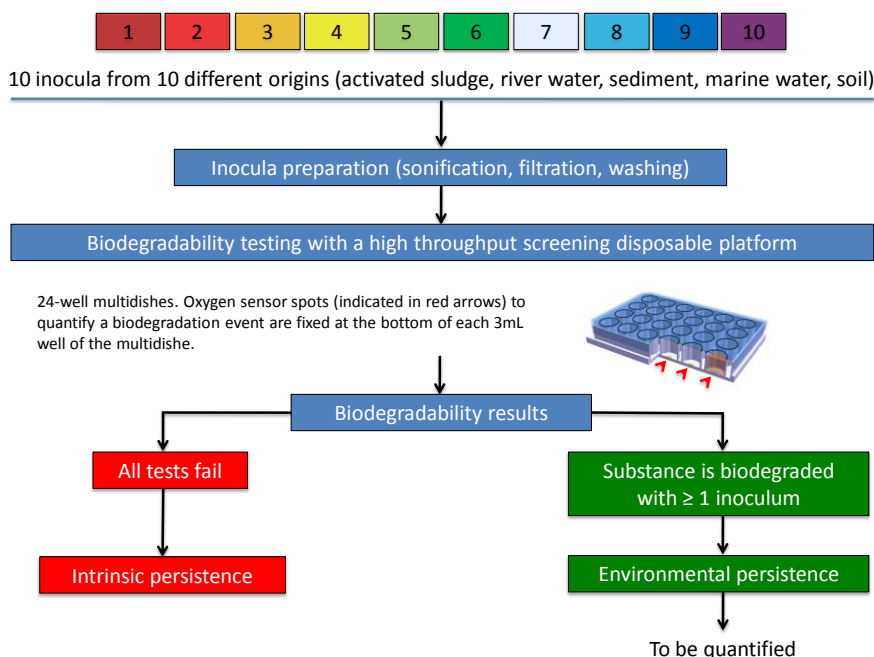 1 2 3 4 5 6 7 8 9 10
10 inocula from 10 different origins (activated sludge, river water, sediment, marine water, soil)
Inocula preparation (sonification, filtration, washing)
Biodegradability testing with a high throughput screening disposable platform
24-well multidishes. Oxygen sensor spots (indicated in red arrows) to
quantify a biodegradation event are fixed at the bottom of each 3mL
well of the multidishe.
Biodegradability results
All tests fail
Substance is biodegraded
with ≥ 1 inoculum
Intrinsic persistence
Environmental persistence
To be quantified